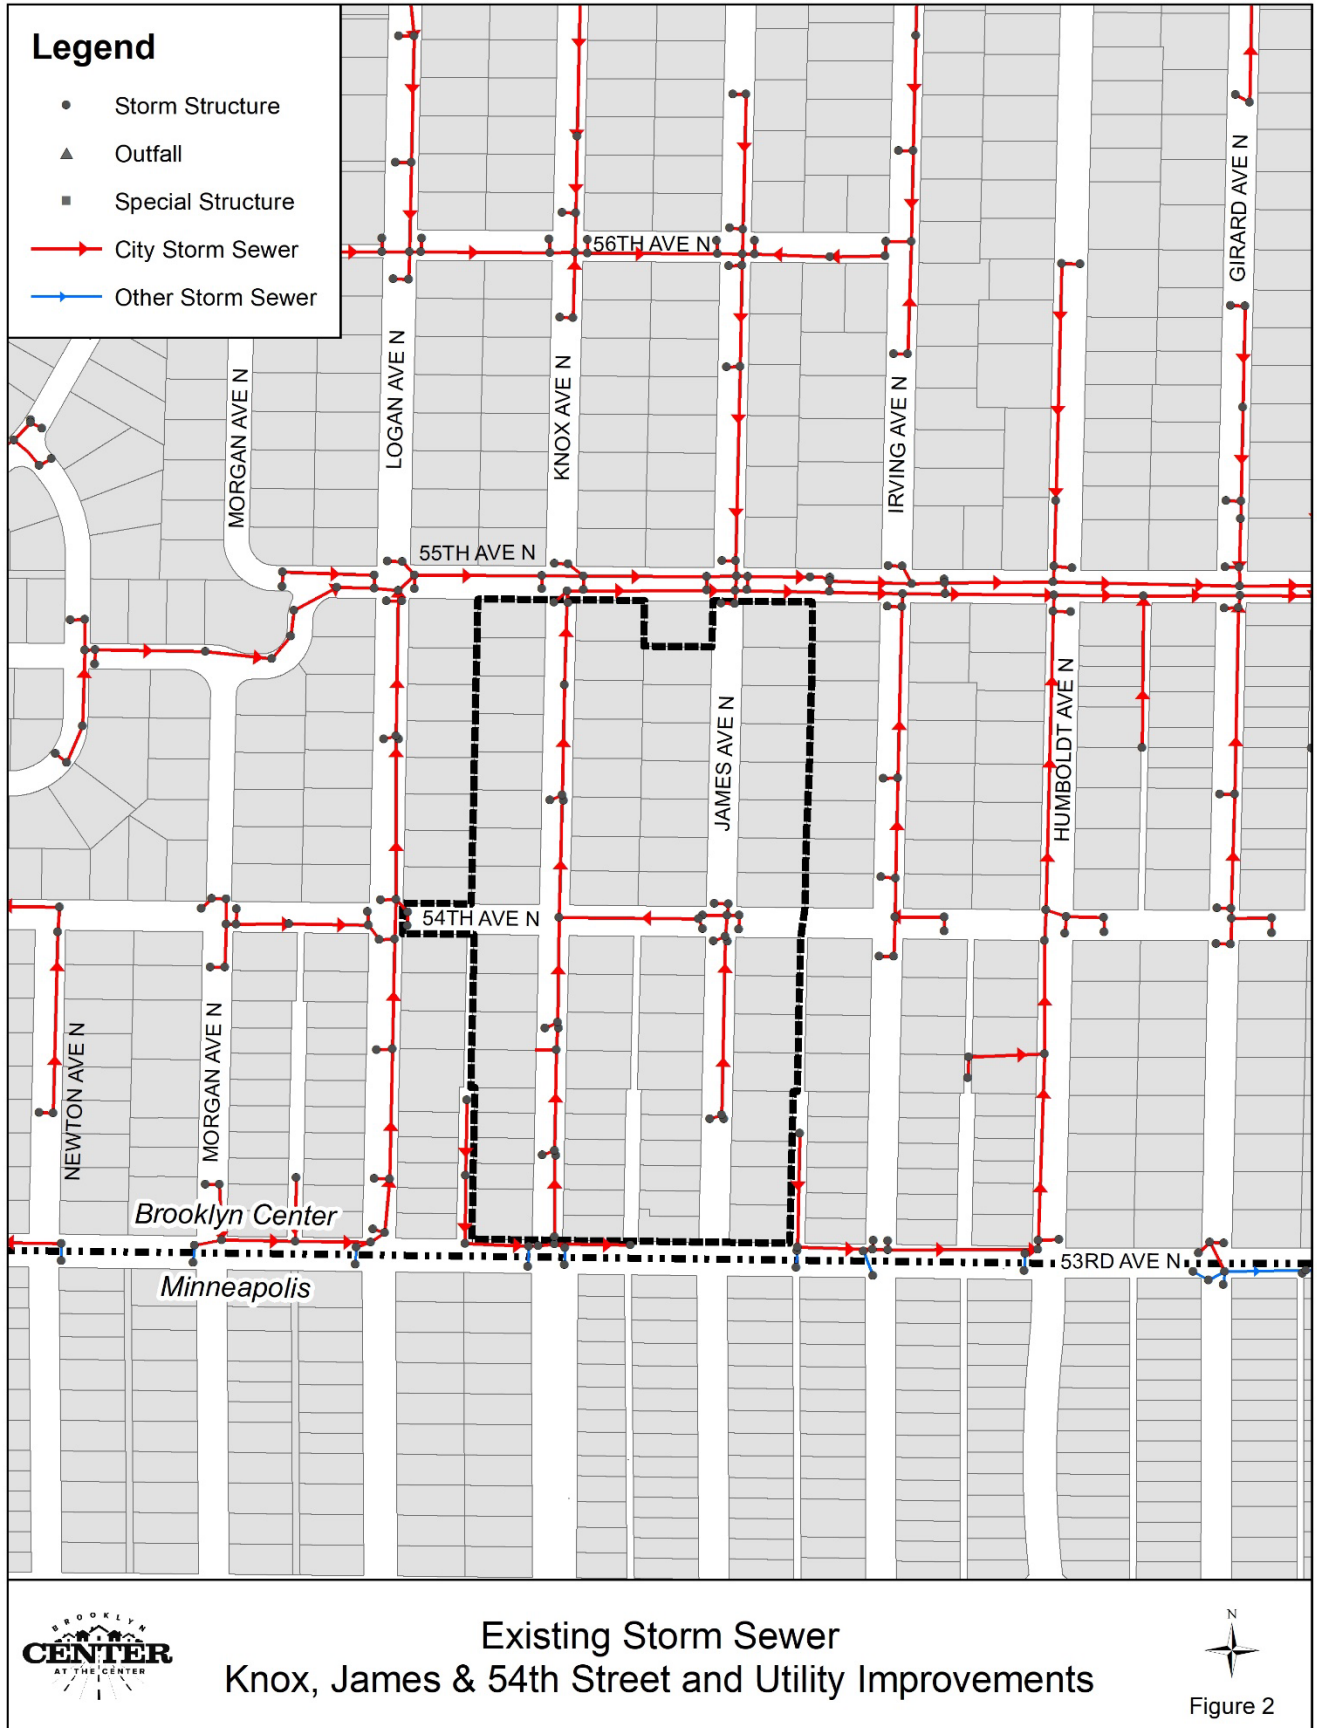 Legend
Storm Structure
Outfall
Special Structure
City Storm Sewer
Other Storm Sewer
56TH AVE N
GIRARD AVE N
MORGAN AVE N
LOGAN AVE N
KNOX AVE N
IRVING AVE N
55TH AVE N
JAMES AVE N
HUMBOLDT AVE N
54TH AVE N
NEWTON AVE N
MORGAN AVE N
Brooklyn Center
53RD AVE N
Minneapolis
BROOKLYN
CENTER
AT THE CENTER
Existing Storm Sewer
Knox, James & 54th Street and Utility Improvements
N
Figure 2